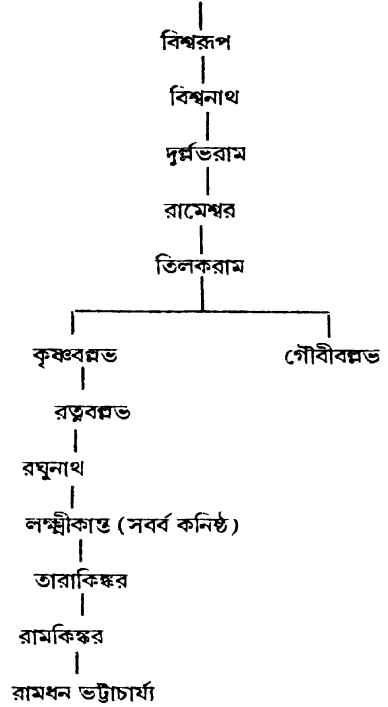 বিশ্বরূপ
বিশ্বনাথ
দুর্ল্লভরাম
রামেশ্বর
তিলকরাম
কৃষ্ণবল্লভ গৌবীবল্লভ
রত্নবল্লভ
রঘুনাথ
লক্ষ্মীকান্ত (সবর্ব কনিষ্ঠ)
তারাকিঙ্কর
রামকিঙ্কর
রামধন ভট্টাচার্য্য